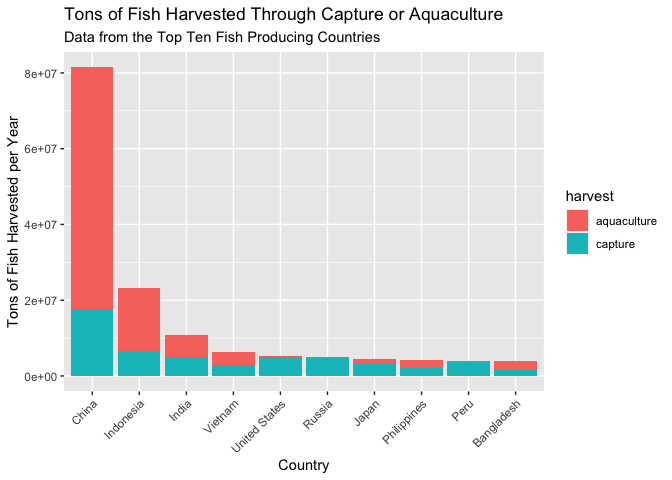 Tons of Fish Harvested Through Capture or Aquaculture
Data from the Top Ten Fish Producing Countries
Tons of Fish Harvested per Year
8e+07
6e+07
4e+07
2e+07
0e+00
China
Indonesia
India
Vietnam
United States
Russia
Japan
Philippines
Peru
Bangladesh
Country
harvest
aquaculture
capture